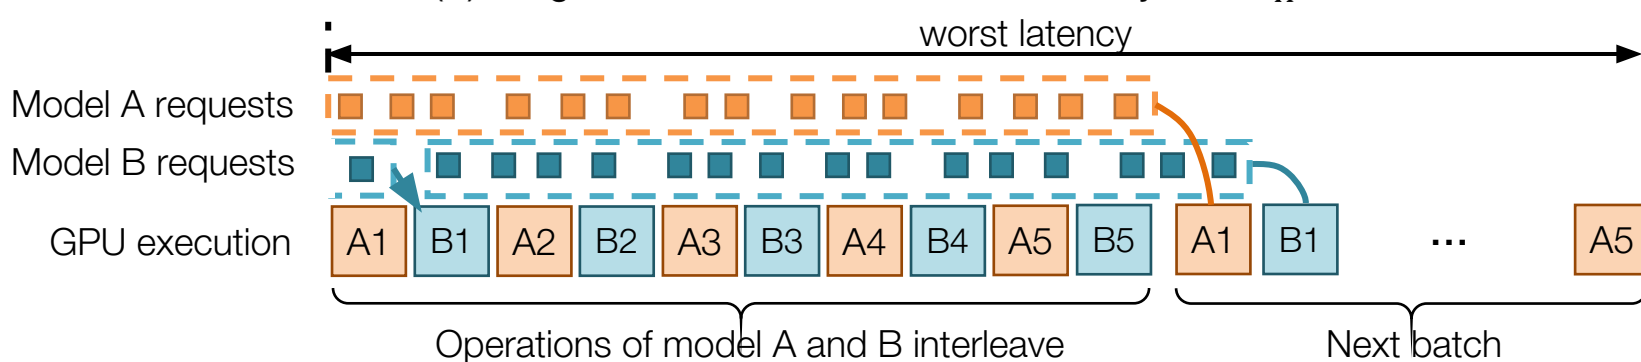 worst latency
Model A requests
Model B requests
GPU execution
A1 B1 A2 B2 A3 B3 A4 B4 A5 B5 A1 B1 ... A5
Operations of model A and B interleave
Next batch